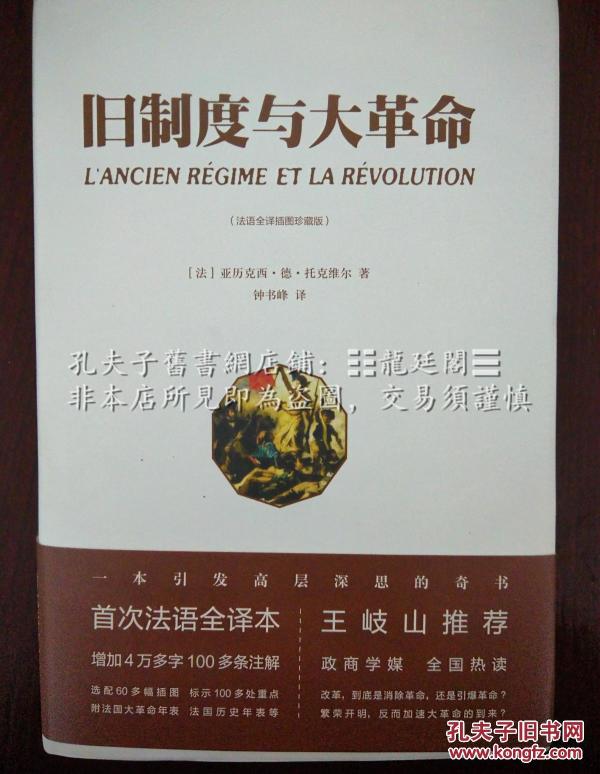 旧制度与大革命
L'ANCIEN RÉGIME ET LA RÉVOLUTION
（法语全译插图珍藏版）
［法］亚历克西·德·托克维尔 著
钟书峰 译
孔夫子舊書網店鋪：☷龍廷閣☰
非本店所見即為盗圖，交易須謹慎
一本引发高层深思的奇书
首次法语全译本
增加4万多字100多条注解
选配60多幅插图 标示100多处重点
附法国大革命年表 法国历史年表等
王岐山推荐
政商学媒 全国热读
改革，到底是消除革命，还是引爆革命？
繁荣开明，反而加速大革命的到来？
孔夫子旧书网
www.kongfz.com